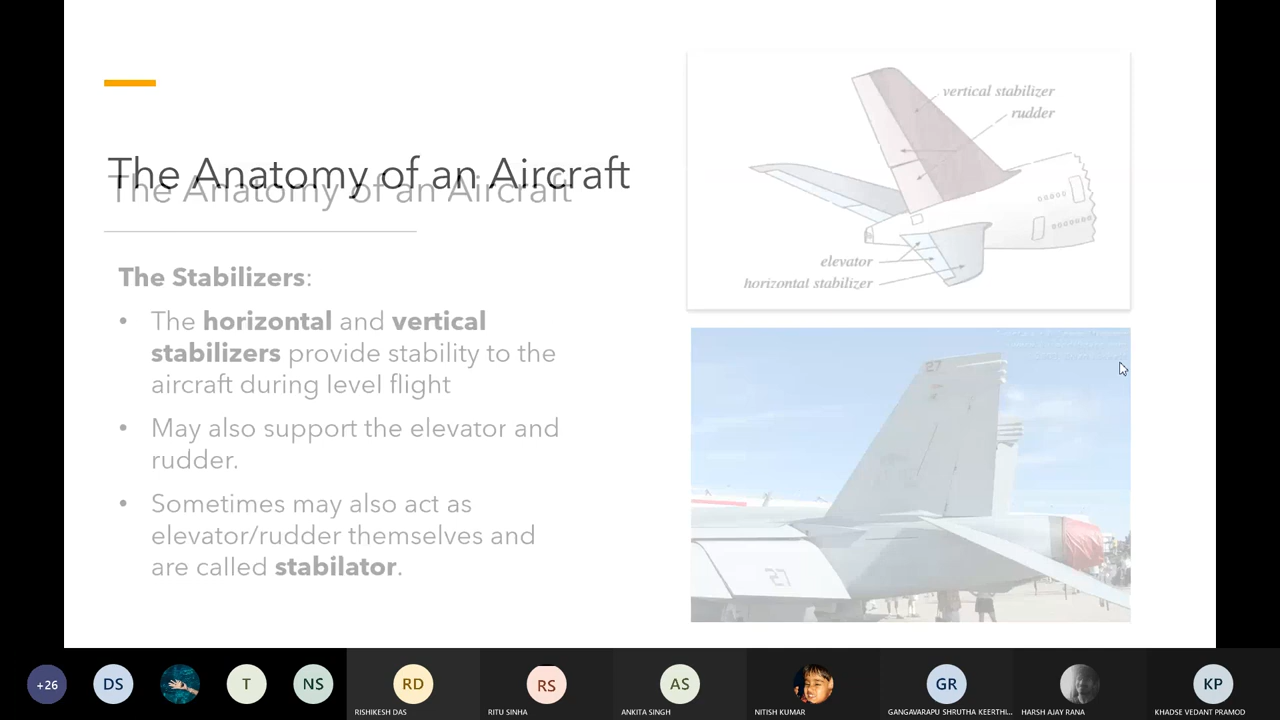 The Anatomy of an Aircraft
The Anatomy of an Aircraft
The Stabilizers:
• The horizontal and vertical
stabilizers provide stability to the
aircraft during level flight
• May also support the elevator and
rudder.
• Sometimes may also act as
elevator/rudder themselves and
are called stabilator.
vertical stabilizer
rudder
elevator
horizontal stabilizer
27
27
+26
DS
T
NS
RD
RS
AS
GR
KP
RISHIKESH DAS
RITU SINHA
ANKITA SINGH
NITISH KUMAR
GANGAVARAPU SHRUTHA KEERTHI...
HARSH AJAY RANA
KHADSE VEDANT PRAMOD